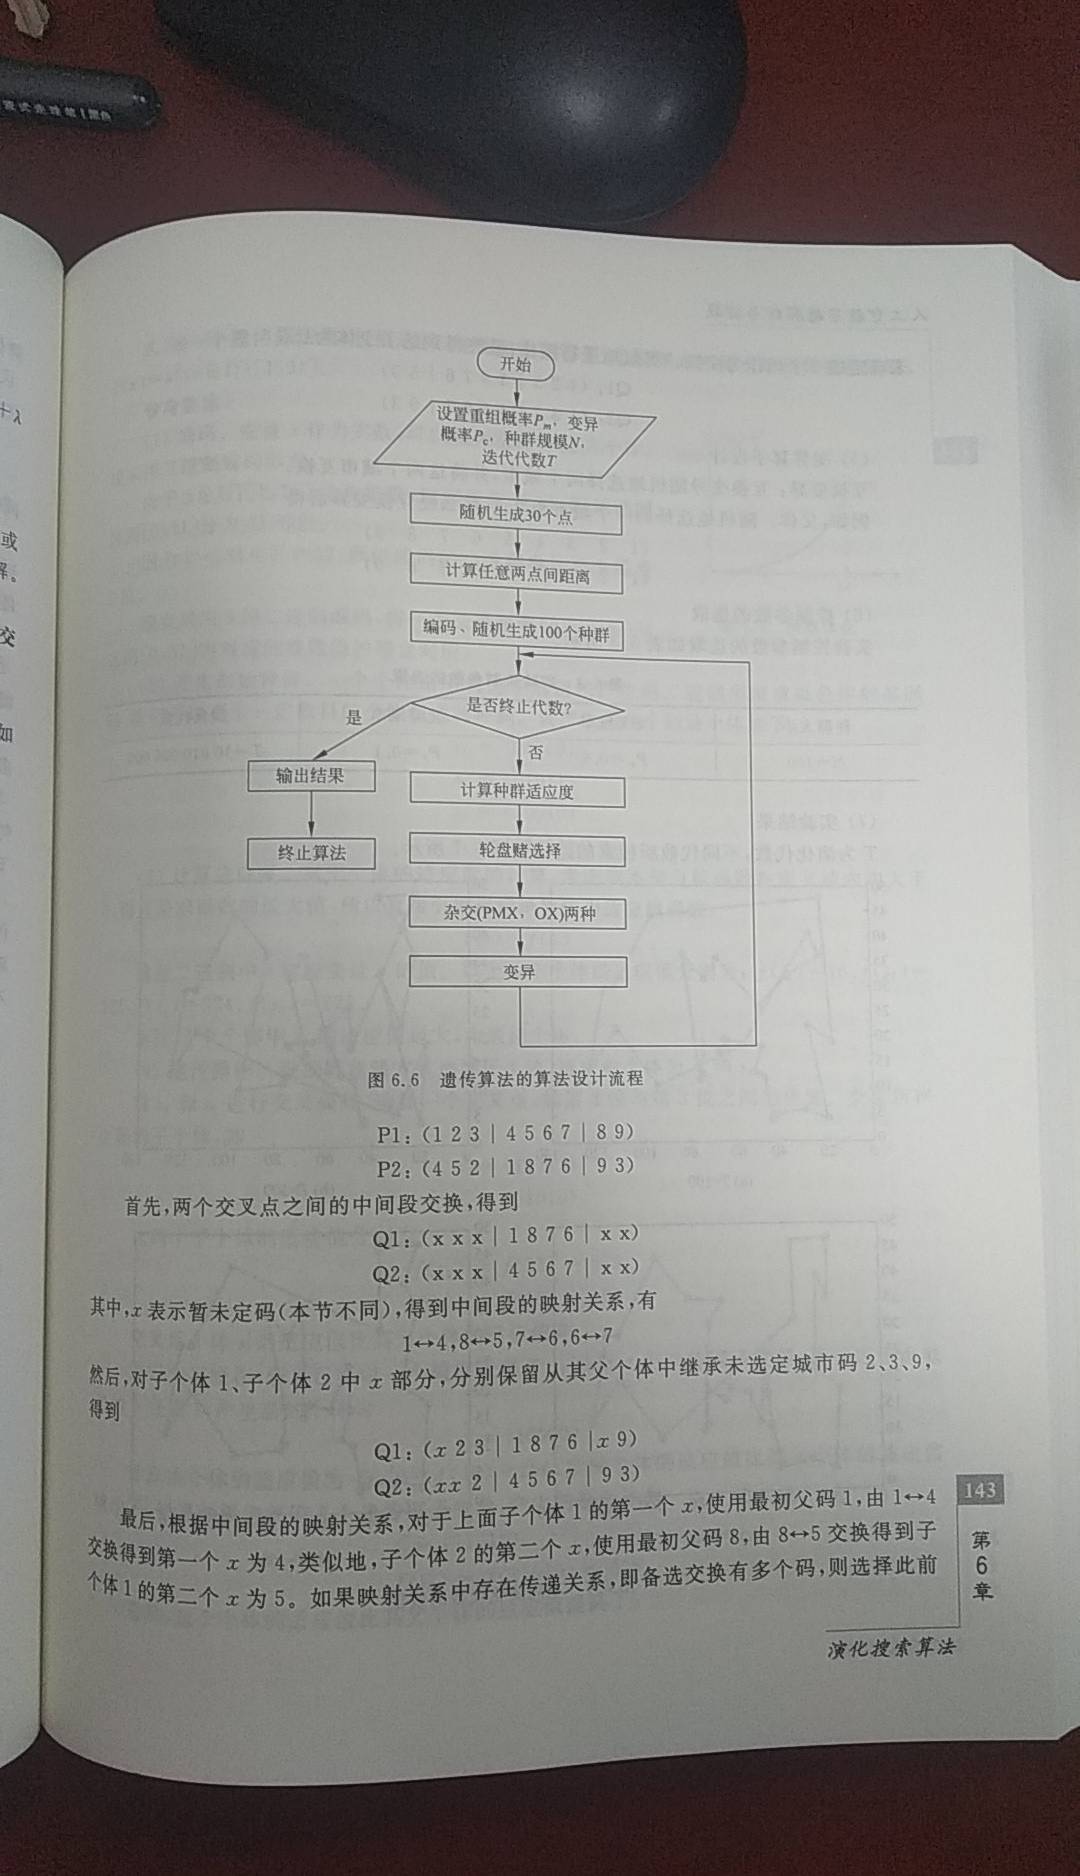 开始
设置重组概率Pm，变异
概率Pc，种群规模N，
迭代代数T
随机生成30个点
计算任意两点间距离
编码、随机生成100个种群
是否终止代数?
是
否
输出结果
计算种群适应度
终止算法
轮盘赌选择
杂交(PMX，OX)两种
变异
图 6.6 遗传算法的算法设计流程
P1：(1 2 3 | 4 5 6 7 | 8 9)
P2：(4 5 2 | 1 8 7 6 | 9 3)
首先，两个交叉点之间的中间段交换，得到
Q1：(x x x | 1 8 7 6 | x x)
Q2：(x x x | 4 5 6 7 | x x)
其中，x 表示暂未定码(本节不同)，得到中间段的映射关系，有
1↔4,8↔5,7↔6,6↔7
然后，对子个体 1、子个体 2 中 x 部分，分别保留从其父个体中继承未选定城市码 2、3、9，
得到
Q1：(x 2 3 | 1 8 7 6 |x 9)
Q2：(xx 2 | 4 5 6 7 | 9 3)
最后，根据中间段的映射关系，对于上面子个体 1 的第一个 x，使用最初父码 1，由 1↔4
交换得到第一个 x 为 4，类似地，子个体 2 的第二个 x，使用最初父码 8，由 8↔5 交换得到子
个体 1 的第二个 x 为 5。如果映射关系中存在传递关系，即备选交换有多个码，则选择此前
143
第
6
章
演化搜索算法